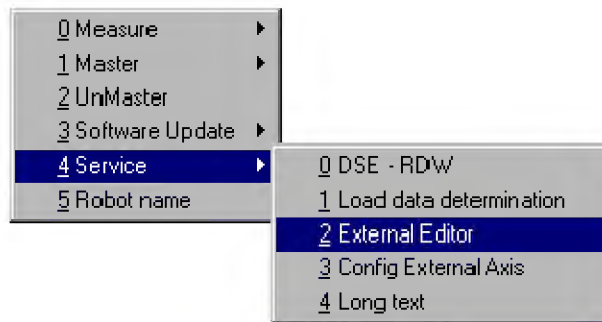 0 Measure
1 Master
2 UnMaster
3 Software Update
4 Service
5 Robot name
0 DSE - RDW
1 Load data determination
2 External Editor
3 Config External Axis
4 Long text